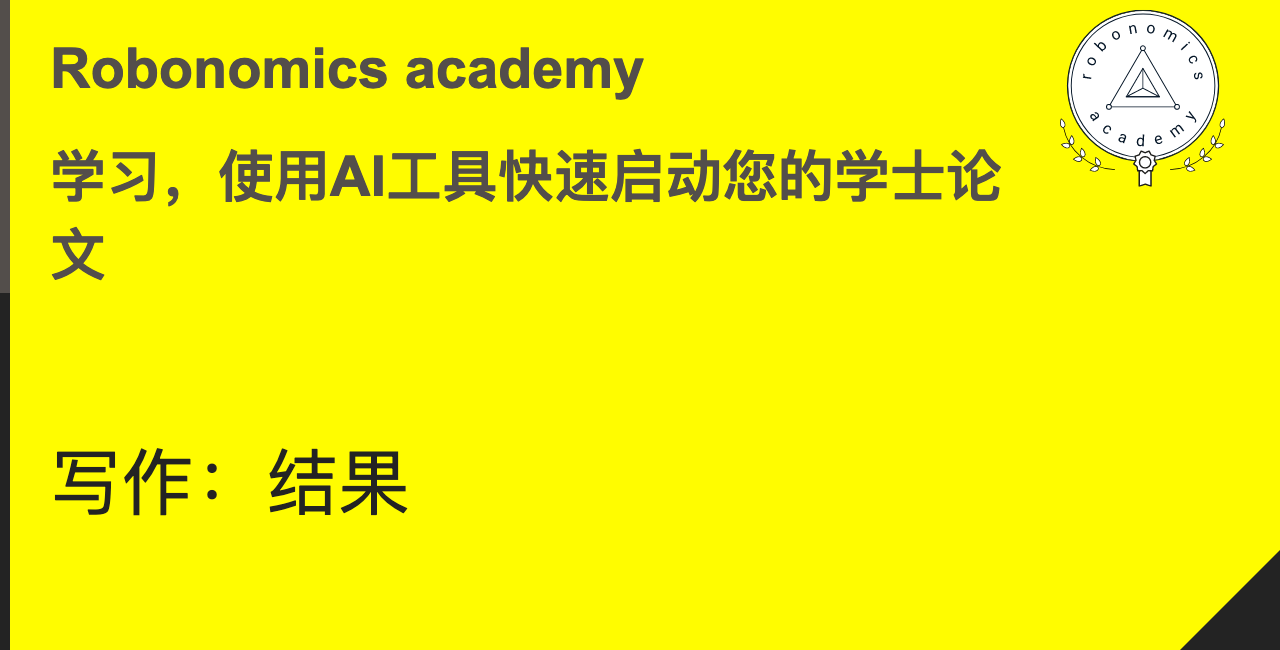 Robonomics academy
robonomics
academy
学习，使用AI工具快速启动您的学士论
文
写作： 结果